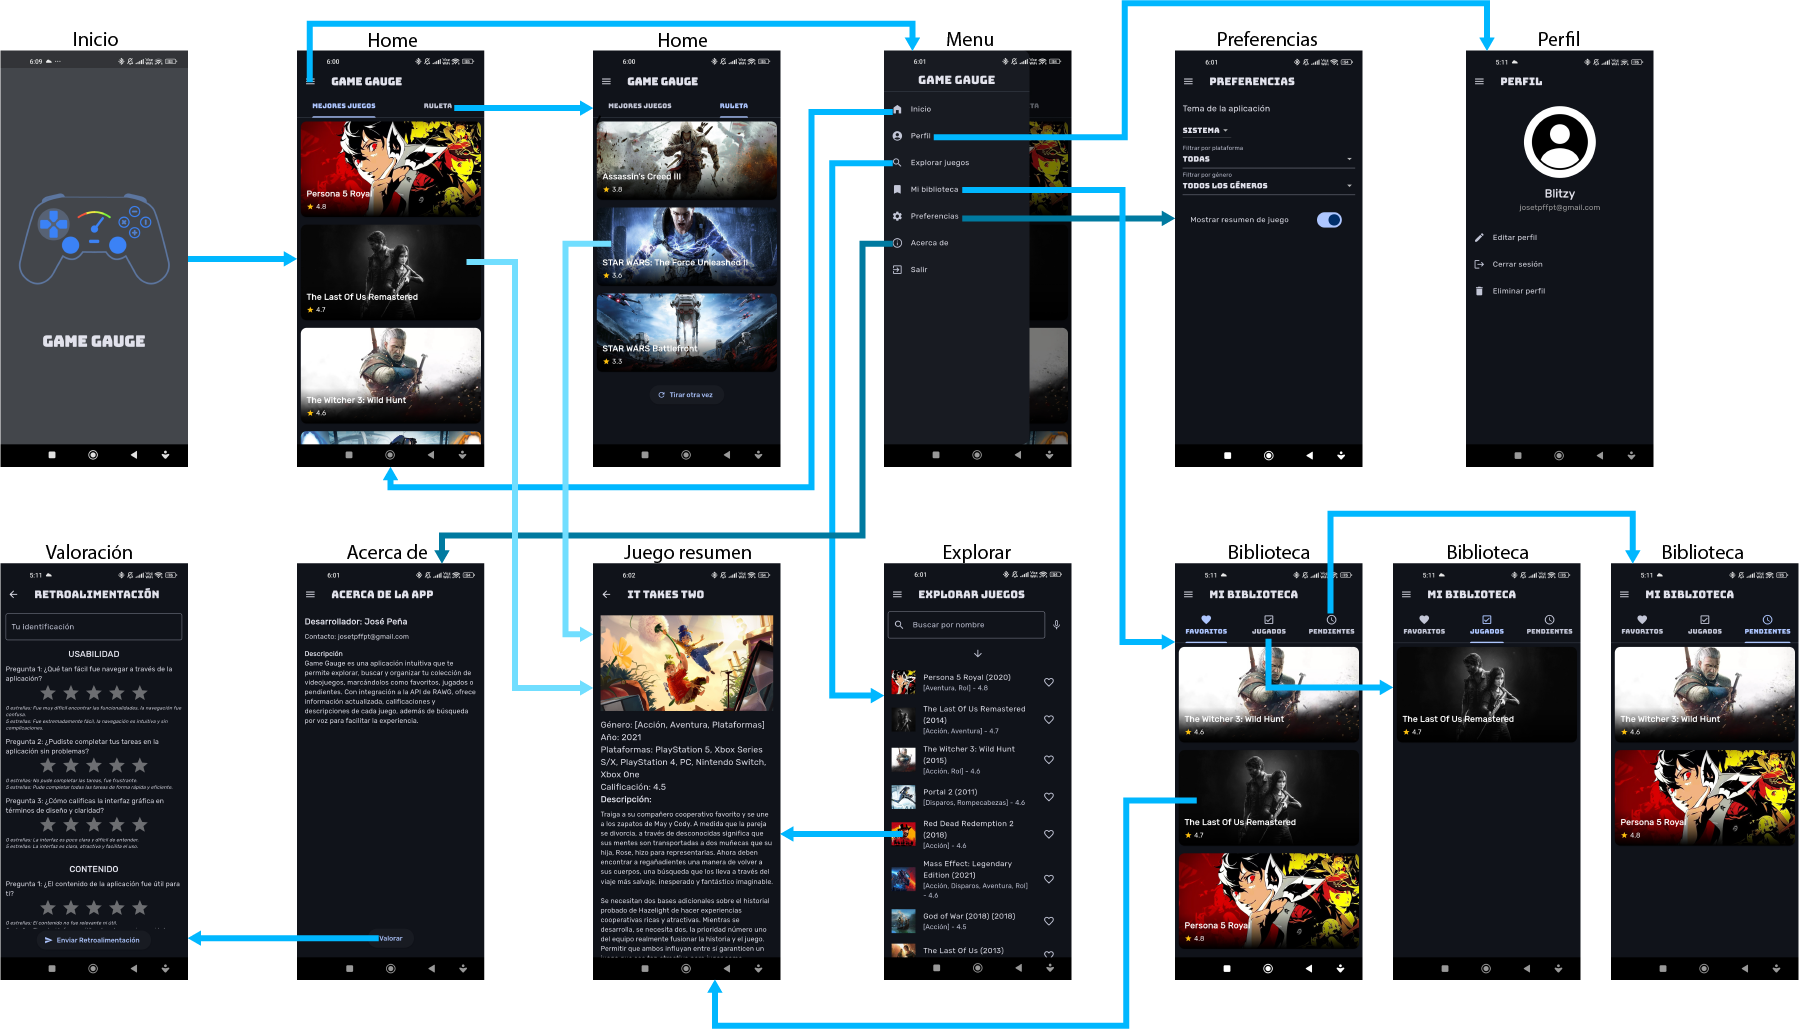 Inicio
6:09
GAME GAUGE
Home
6:00
GAME GAUGE
MEJORES JUEGOS
RULETA
Persona 5 Royal
★ 4.8
The Last Of Us Remastered
★ 4.7
The Witcher 3: Wild Hunt
★ 4.6
Home
6:00
GAME GAUGE
MEJORES JUEGOS
RULETA
Assassin's Creed III
★ 3.8
STAR WARS: The Force Unleashed II
★ 3.6
STAR WARS Battlefront
★ 3.3
Tirar otra vez
Menu
6:01
GAME GAUGE
Inicio
Perfil
Explorar juegos
Mi biblioteca
Preferencias
Acerca de
Salir
Preferencias
6:01
PREFERENCIAS
Tema de la aplicación
SISTEMA
Filtrar por plataforma
TODAS
Filtrar por género
TODOS LOS GÉNEROS
Mostrar resumen de juego
Perfil
5:11
PERFIL
Blitzy
josetpffpt@gmail.com
Editar perfil
Cerrar sesión
Eliminar perfil
Valoración
5:11
RETROALIMENTACIÓN
Tu identificación
USABILIDAD
Pregunta 1: ¿Qué tan fácil fue navegar a través de la
aplicación?
0 estrellas: Fue muy difícil encontrar las funcionalidades, la navegación fue
confusa.
5 estrellas: Fue extremadamente fácil, la navegación es intuitiva y sin
complicaciones.
Pregunta 2: ¿Pudiste completar tus tareas en la
aplicación sin problemas?
0 estrellas: No pude completar las tareas, fue frustrante.
5 estrellas: Pude completar todas las tareas de forma rápida y eficiente.
Pregunta 3: ¿Cómo calificas la interfaz gráfica en
términos de diseño y claridad?
0 estrellas: La interfaz es poco clara y difícil de entender.
5 estrellas: La interfaz es clara, atractiva y facilita el uso.
CONTENIDO
Pregunta 1: ¿El contenido de la aplicación fue útil para
ti?
0 estrellas: El contenido no fue relevante ni útil.
Enviar Retroalimentación
Acerca de
6:01
ACERCA DE LA APP
Desarrollador: José Peña
Contacto: josetpffpt@gmail.com
Descripción
Game Gauge es una aplicación intuitiva que te
permite explorar, buscar y organizar tu colección de
videojuegos, marcándolos como favoritos, jugados o
pendientes. Con integración a la API de RAWG, ofrece
información actualizada, calificaciones y
descripciones de cada juego, además de búsqueda
por voz para facilitar la experiencia.
Valorar
Juego resumen
6:02
IT TAKES TWO
Género: [Acción, Aventura, Plataformas]
Año: 2021
Plataformas: PlayStation 5, Xbox Series
S/X, PlayStation 4, PC, Nintendo Switch,
Xbox One
Calificación: 4.5
Descripción:
Traiga a su compañero cooperativo favorito y se une
a los zapatos de May y Cody. A medida que la pareja
se divorcia, a través de desconocidas significa que
sus mentes son transportadas a dos muñecas que su
hija, Rose, hizo para representarlas. Ahora deben
encontrar a regañadientes una manera de volver a
sus cuerpos, una búsqueda que los lleva a través del
viaje más salvaje, inesperado y fantástico imaginable.
Se necesitan dos bases adicionales sobre el historial
probado de Hazelight de hacer experiencias
cooperativas ricas y atractivas. Mientras se
desarrolla, se necesita dos, la prioridad número uno
del equipo realmente fusionar la historia y el juego.
Permitir que ambos influyan entre sí garanticen un
Explorar
6:01
EXPLORAR JUEGOS
Buscar por nombre
Persona 5 Royal (2020)
[Aventura, Rol] - 4.8
The Last Of Us Remastered
(2014)
[Acción, Aventura] - 4.7
The Witcher 3: Wild Hunt
(2015)
[Acción, Rol] - 4.6
Portal 2 (2011)
[Disparos, Rompecabezas] - 4.6
Red Dead Redemption 2
(2018)
[Acción] - 4.6
Mass Effect: Legendary
Edition (2021)
[Acción, Disparos, Aventura, Rol]
- 4.6
God of War (2018) (2018)
[Acción] - 4.5
The Last Of Us (2013)
Biblioteca
5:11
MI BIBLIOTECA
FAVORITOS
JUGADOS
PENDIENTES
The Witcher 3: Wild Hunt
★ 4.6
The Last Of Us Remastered
★ 4.7
Persona 5 Royal
★ 4.8
Biblioteca
5:11
MI BIBLIOTECA
FAVORITOS
JUGADOS
PENDIENTES
The Last Of Us Remastered
★ 4.7
Biblioteca
5:11
MI BIBLIOTECA
FAVORITOS
JUGADOS
PENDIENTES
The Witcher 3: Wild Hunt
★ 4.6
Persona 5 Royal
★ 4.8